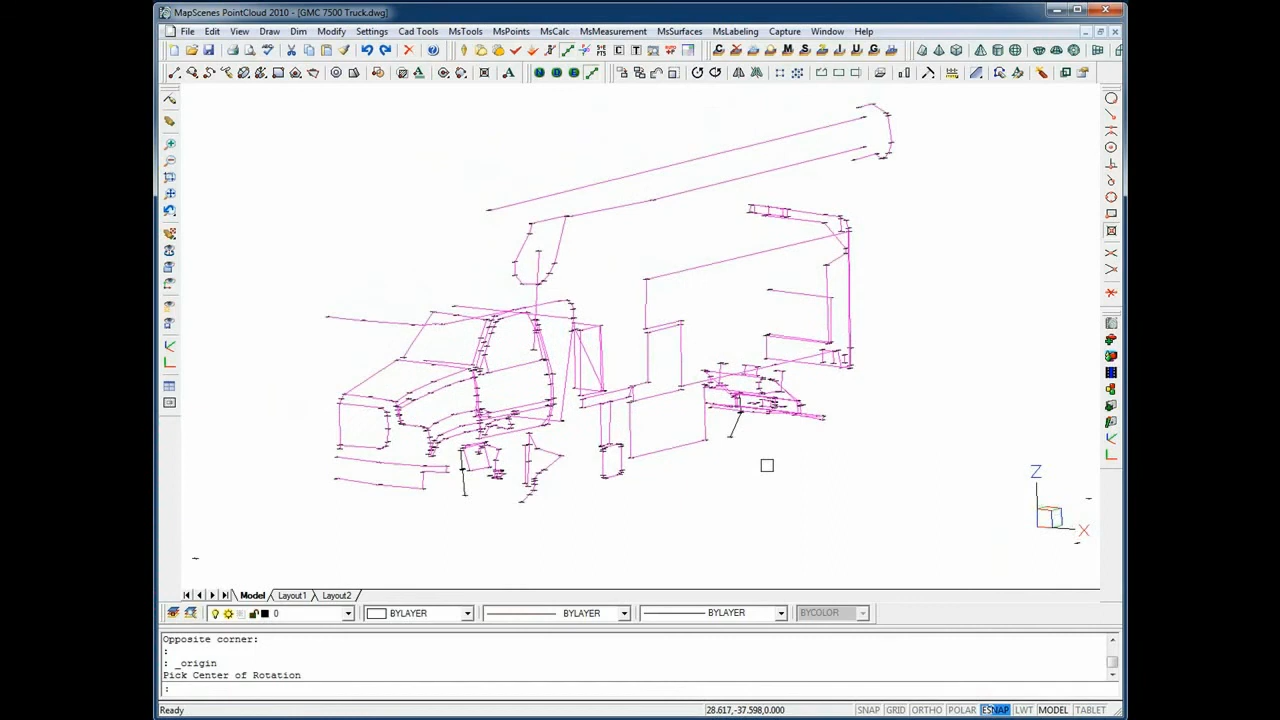 MapScenes PointCloud 2010 - [GMC 7500 Truck.dwg]
File Edit View Draw Dim Modify Settings Cad Tools MsTools MsPoints MsCalc MsMeasurement MsSurfaces MsLabeling Capture Window Help
Z
X
Model Layout1 Layout2
0 BYLAYER BYLAYER BYLAYER BYCOLOR
Opposite corner:
:
: _origin
Pick Center of Rotation
:
Ready 28.617,-37.598,0.000 SNAP GRID ORTHO POLAR ESNAP LWT MODEL TABLET